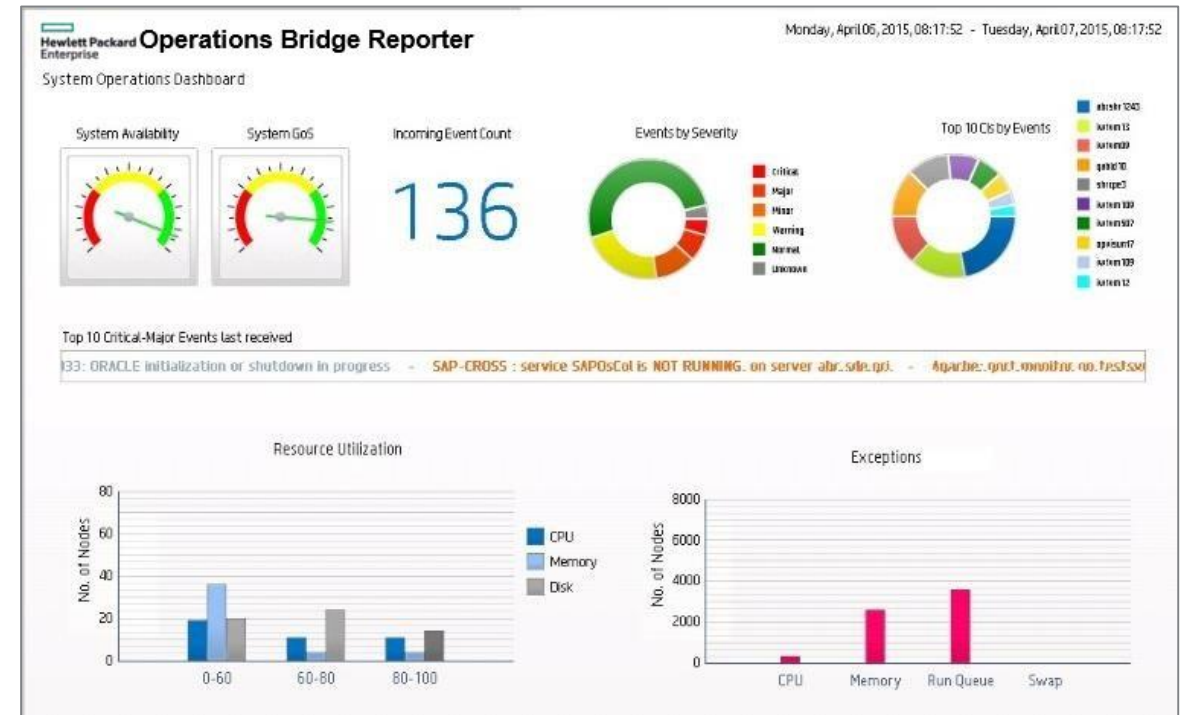 Hewlett Packard
Enterprise
Operations Bridge Reporter
Monday, April 06, 2015, 08:17:52 - Tuesday, April 07, 2015, 08:17:52
System Operations Dashboard
System Availability
System GoS
Incoming Event Count
136
Events by Severity
Critical
Major
Minor
Warning
Normal
Unknown
Top 10 CIs by Events
Top 10 Critical-Major Events last received
033: ORACLE initialization or shutdown in progress - SAP-CROSS : service SAPOsCol is NOT RUNNING. on server -
Resource Utilization
No. of Nodes
80
60
40
20
0
0-60
60-80
80-100
CPU
Memory
Disk
Exceptions
No. of Nodes
8000
6000
4000
2000
0
CPU
Memory
Run Queue
Swap